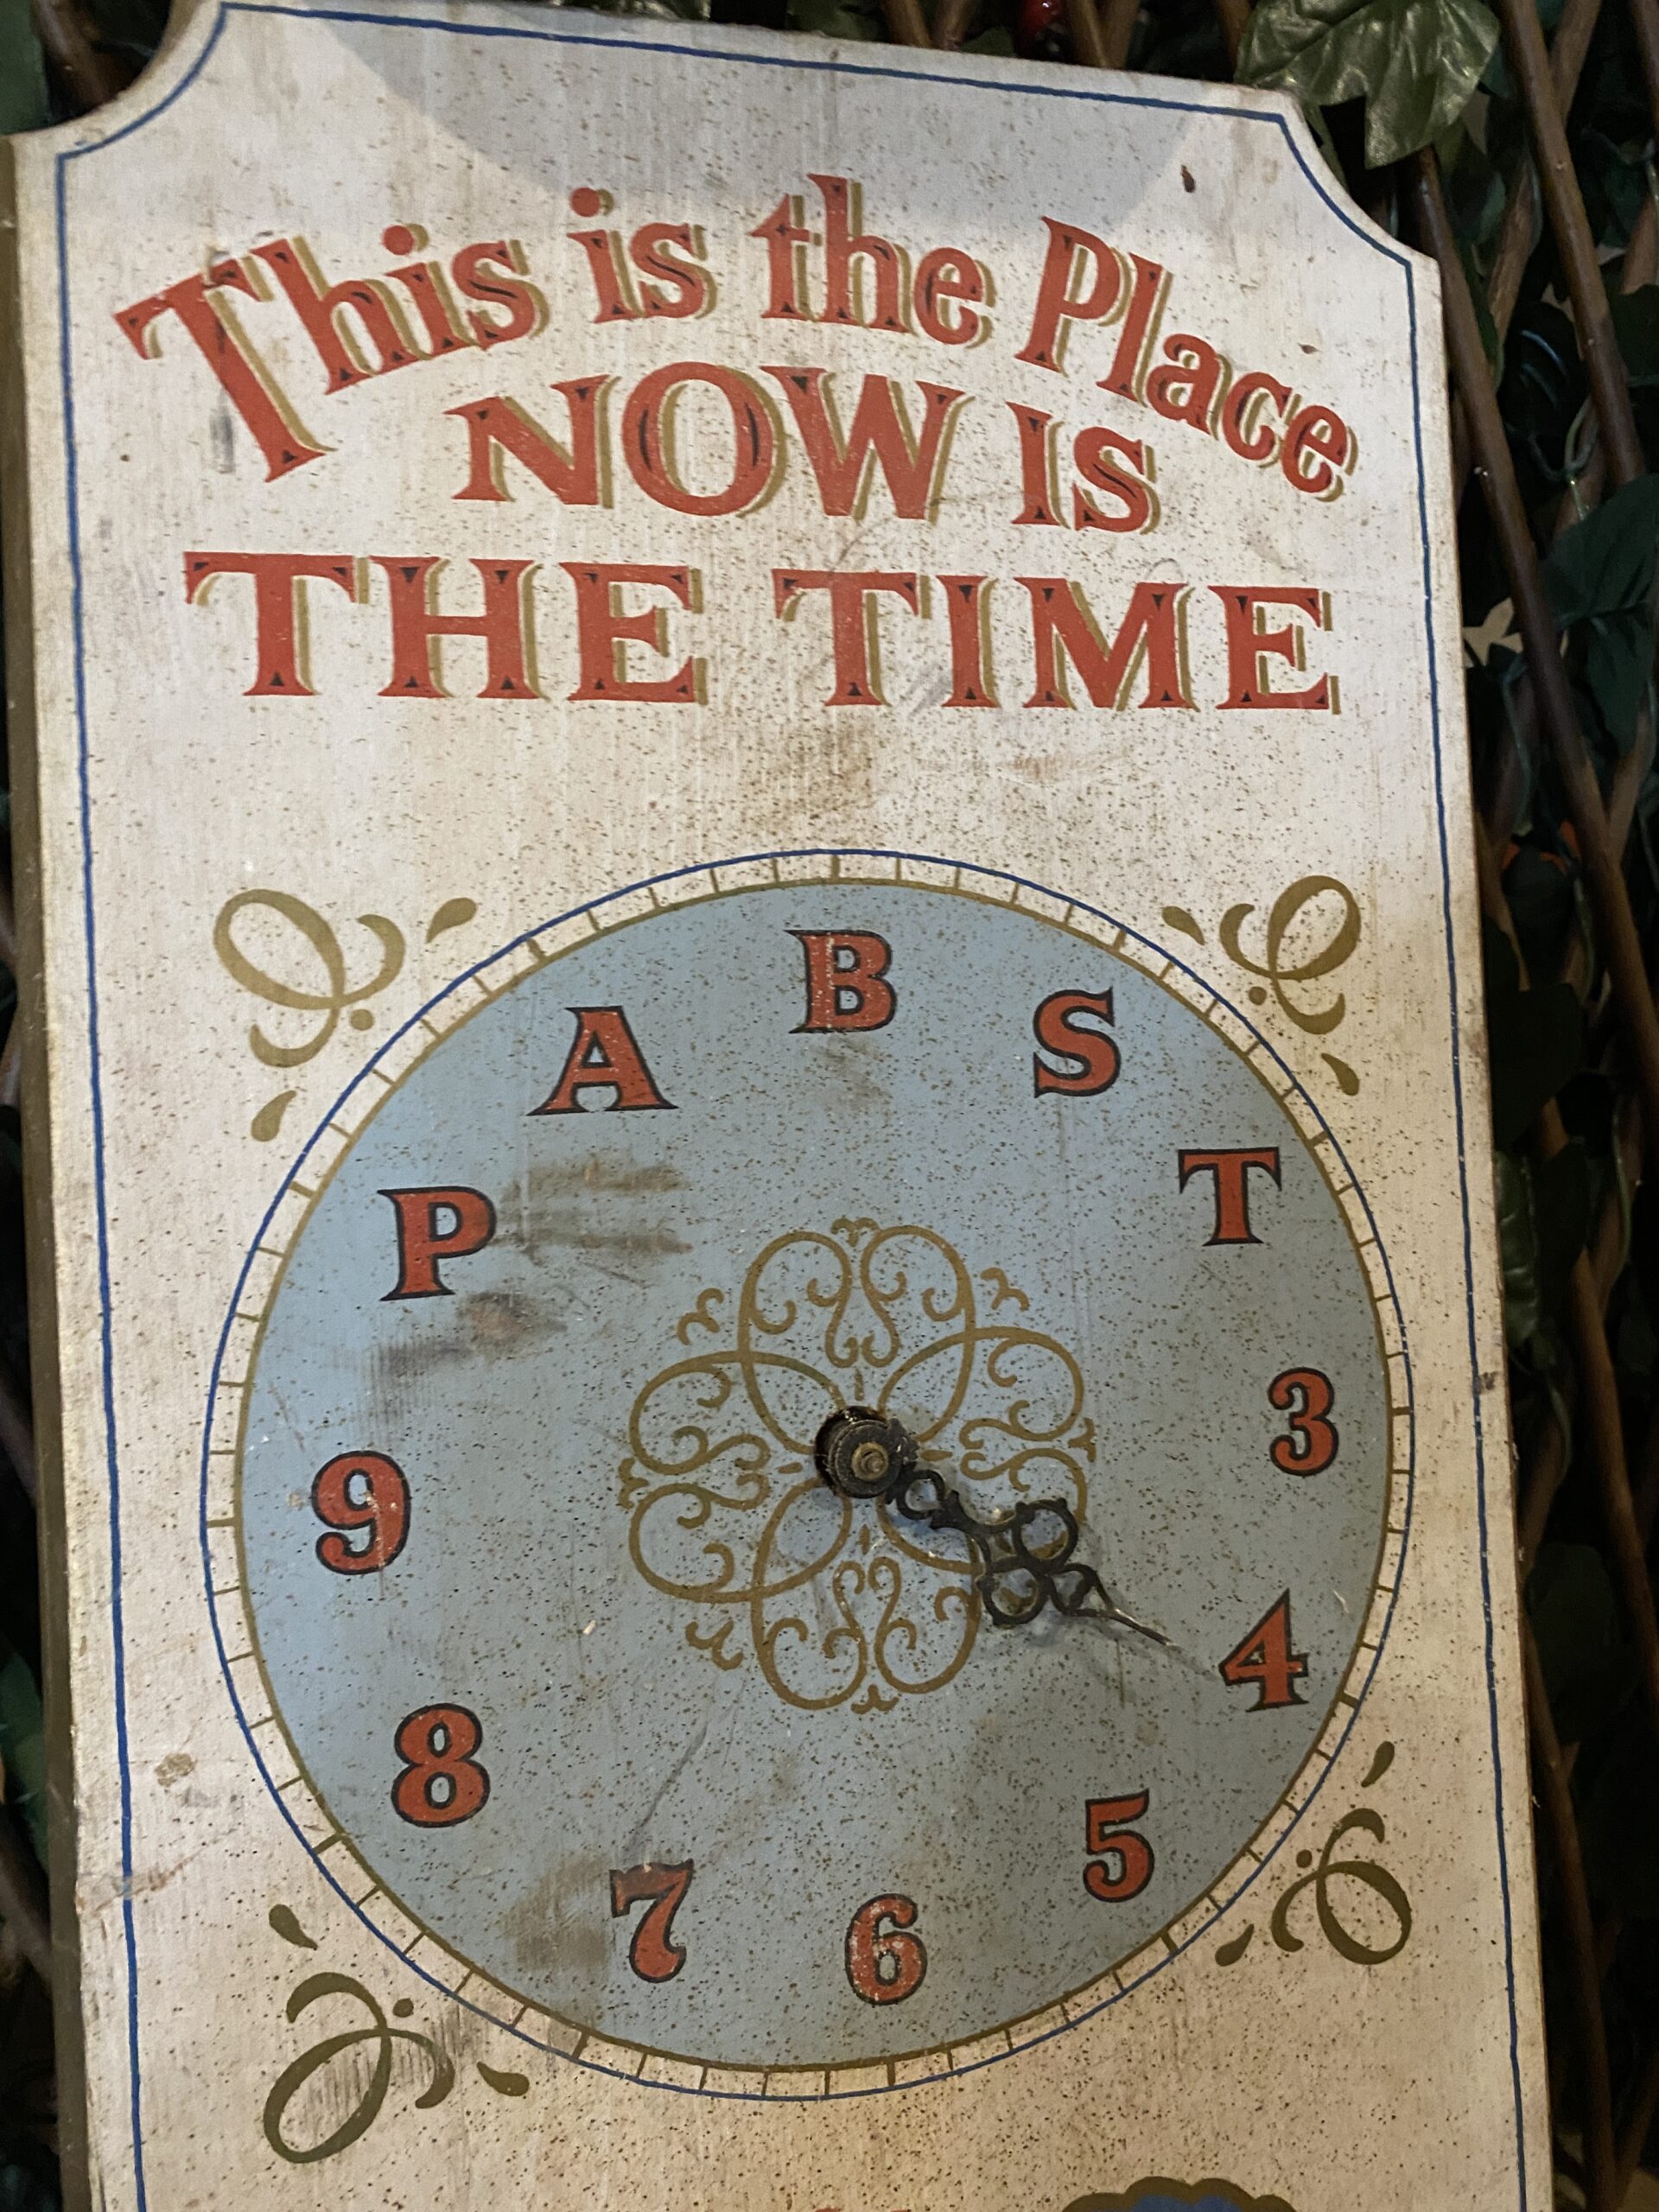 This is the Place
NOW IS
THE TIME
P A B S T
3
4
5
6
7
8
9